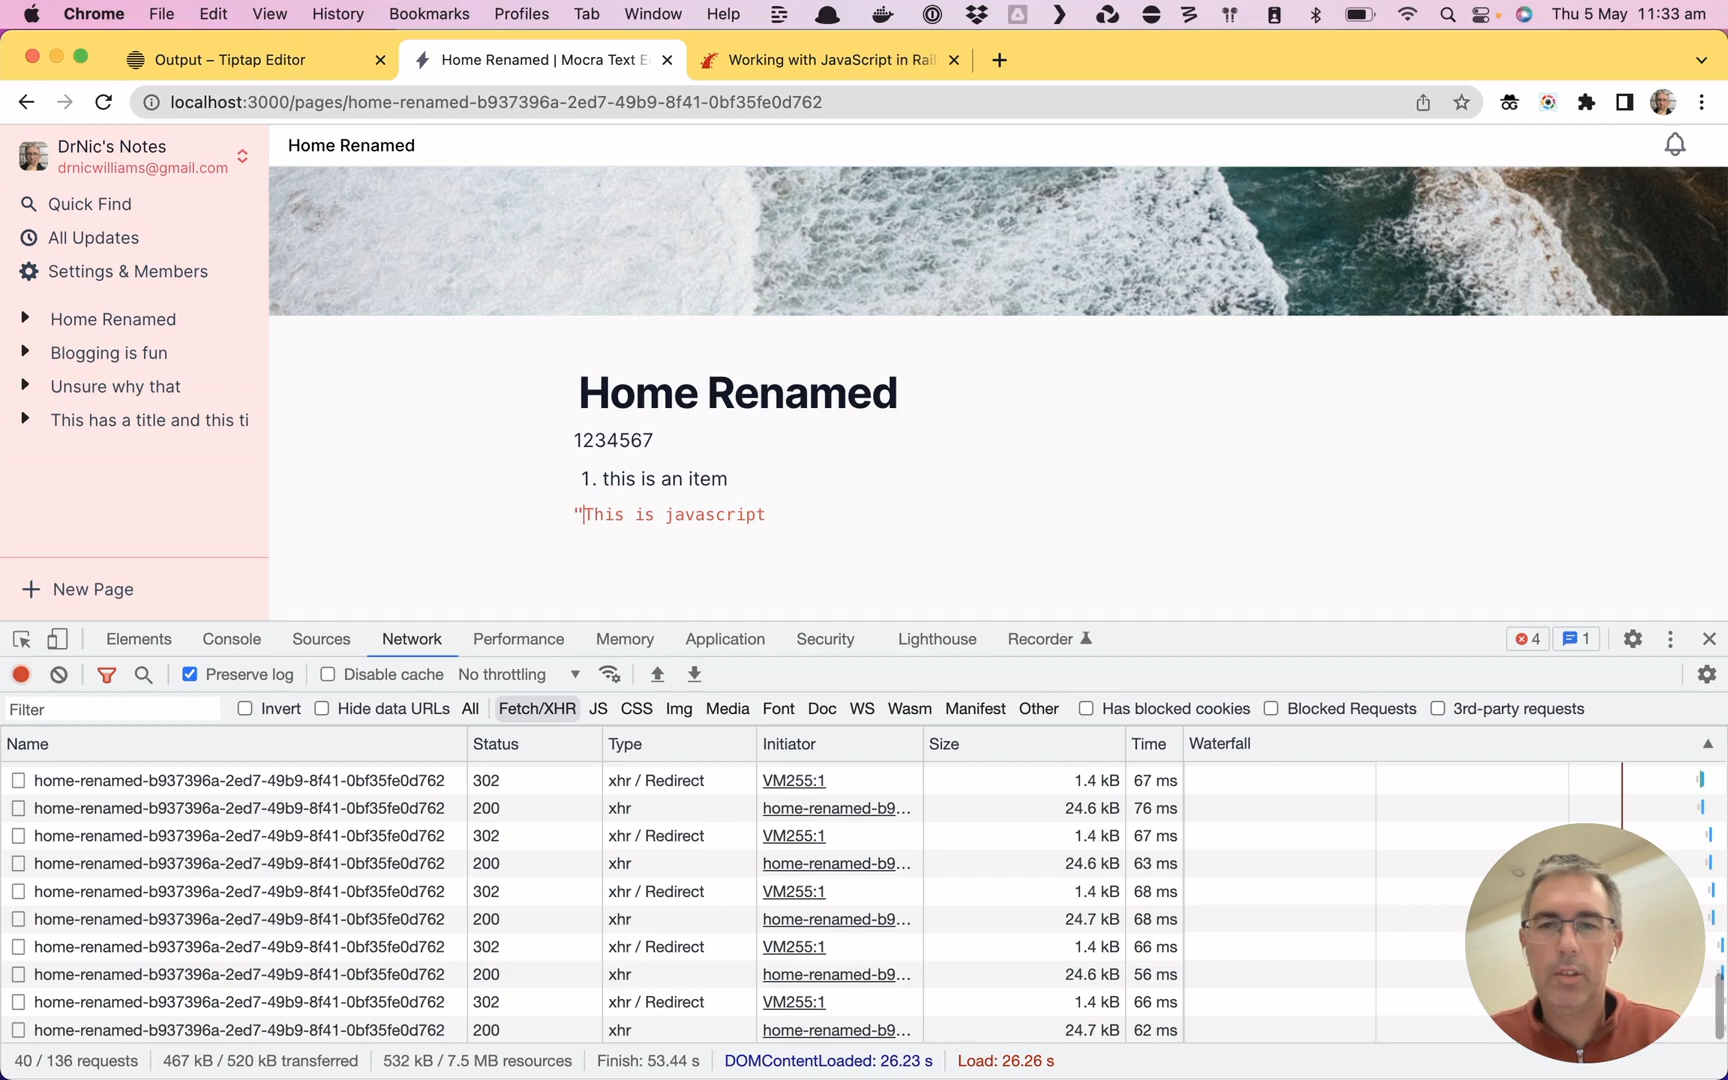 Chrome File Edit View History Bookmarks Profiles Tab Window Help Thu 5 May 11:33 am
Output – Tiptap Editor
Home Renamed | Mocra Text E
Working with JavaScript in Rail
localhost:3000/pages/home-renamed-b937396a-2ed7-49b9-8f41-0bf35fe0d762
DrNic's Notes
drnicwilliams@gmail.com
Quick Find
All Updates
Settings & Members
Home Renamed
Blogging is fun
Unsure why that
This has a title and this ti
New Page
Home Renamed
Home Renamed
1234567
1. this is an item
"This is javascript
Elements Console Sources Network Performance Memory Application Security Lighthouse Recorder 4 1
Preserve log Disable cache No throttling
Filter Invert Hide data URLs All Fetch/XHR JS CSS Img Media Font Doc WS Wasm Manifest Other Has blocked cookies Blocked Requests 3rd-party requests
Name Status Type Initiator Size Time Waterfall
home-renamed-b937396a-2ed7-49b9-8f41-0bf35fe0d762 302 xhr / Redirect VM255:1 1.4 kB 67 ms
home-renamed-b937396a-2ed7-49b9-8f41-0bf35fe0d762 200 xhr home-renamed-b9... 24.6 kB 76 ms
home-renamed-b937396a-2ed7-49b9-8f41-0bf35fe0d762 302 xhr / Redirect VM255:1 1.4 kB 67 ms
home-renamed-b937396a-2ed7-49b9-8f41-0bf35fe0d762 200 xhr home-renamed-b9... 24.6 kB 63 ms
home-renamed-b937396a-2ed7-49b9-8f41-0bf35fe0d762 302 xhr / Redirect VM255:1 1.4 kB 68 ms
home-renamed-b937396a-2ed7-49b9-8f41-0bf35fe0d762 200 xhr home-renamed-b9... 24.7 kB 68 ms
home-renamed-b937396a-2ed7-49b9-8f41-0bf35fe0d762 302 xhr / Redirect VM255:1 1.4 kB 66 ms
home-renamed-b937396a-2ed7-49b9-8f41-0bf35fe0d762 200 xhr home-renamed-b9... 24.6 kB 56 ms
home-renamed-b937396a-2ed7-49b9-8f41-0bf35fe0d762 302 xhr / Redirect VM255:1 1.4 kB 66 ms
home-renamed-b937396a-2ed7-49b9-8f41-0bf35fe0d762 200 xhr home-renamed-b9... 24.7 kB 62 ms
40 / 136 requests 467 kB / 520 kB transferred 532 kB / 7.5 MB resources Finish: 53.44 s DOMContentLoaded: 26.23 s Load: 26.26 s